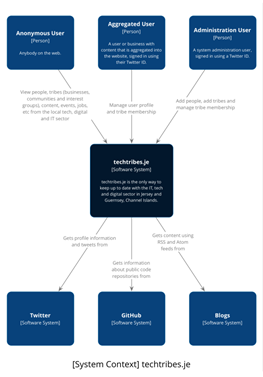 Anonymous User
[Person]
Anybody on the web.
Aggregated User
[Person]
A user or business with
content that is aggregated into
the website, signed in using
their Twitter ID.
Administration User
[Person]
A system administration user,
signed in using a Twitter ID.
View people, tribes (businesses,
communities and interest
groups), content, events, jobs,
etc from the local tech, digital
and IT sector
Manage user profile
and tribe membership
Add people, add tribes and
manage tribe membership
techtribes.je
[Software System]
techtribes.je is the only way to
keep up to date with the IT, tech
and digital sector in Jersey and
Guernsey, Channel Islands.
Gets profile information
and tweets from
Gets information
about public code
repositories from
Gets content using
RSS and Atom
feeds from
Twitter
[Software System]
GitHub
[Software System]
Blogs
[Software System]
[System Context] techtribes.je